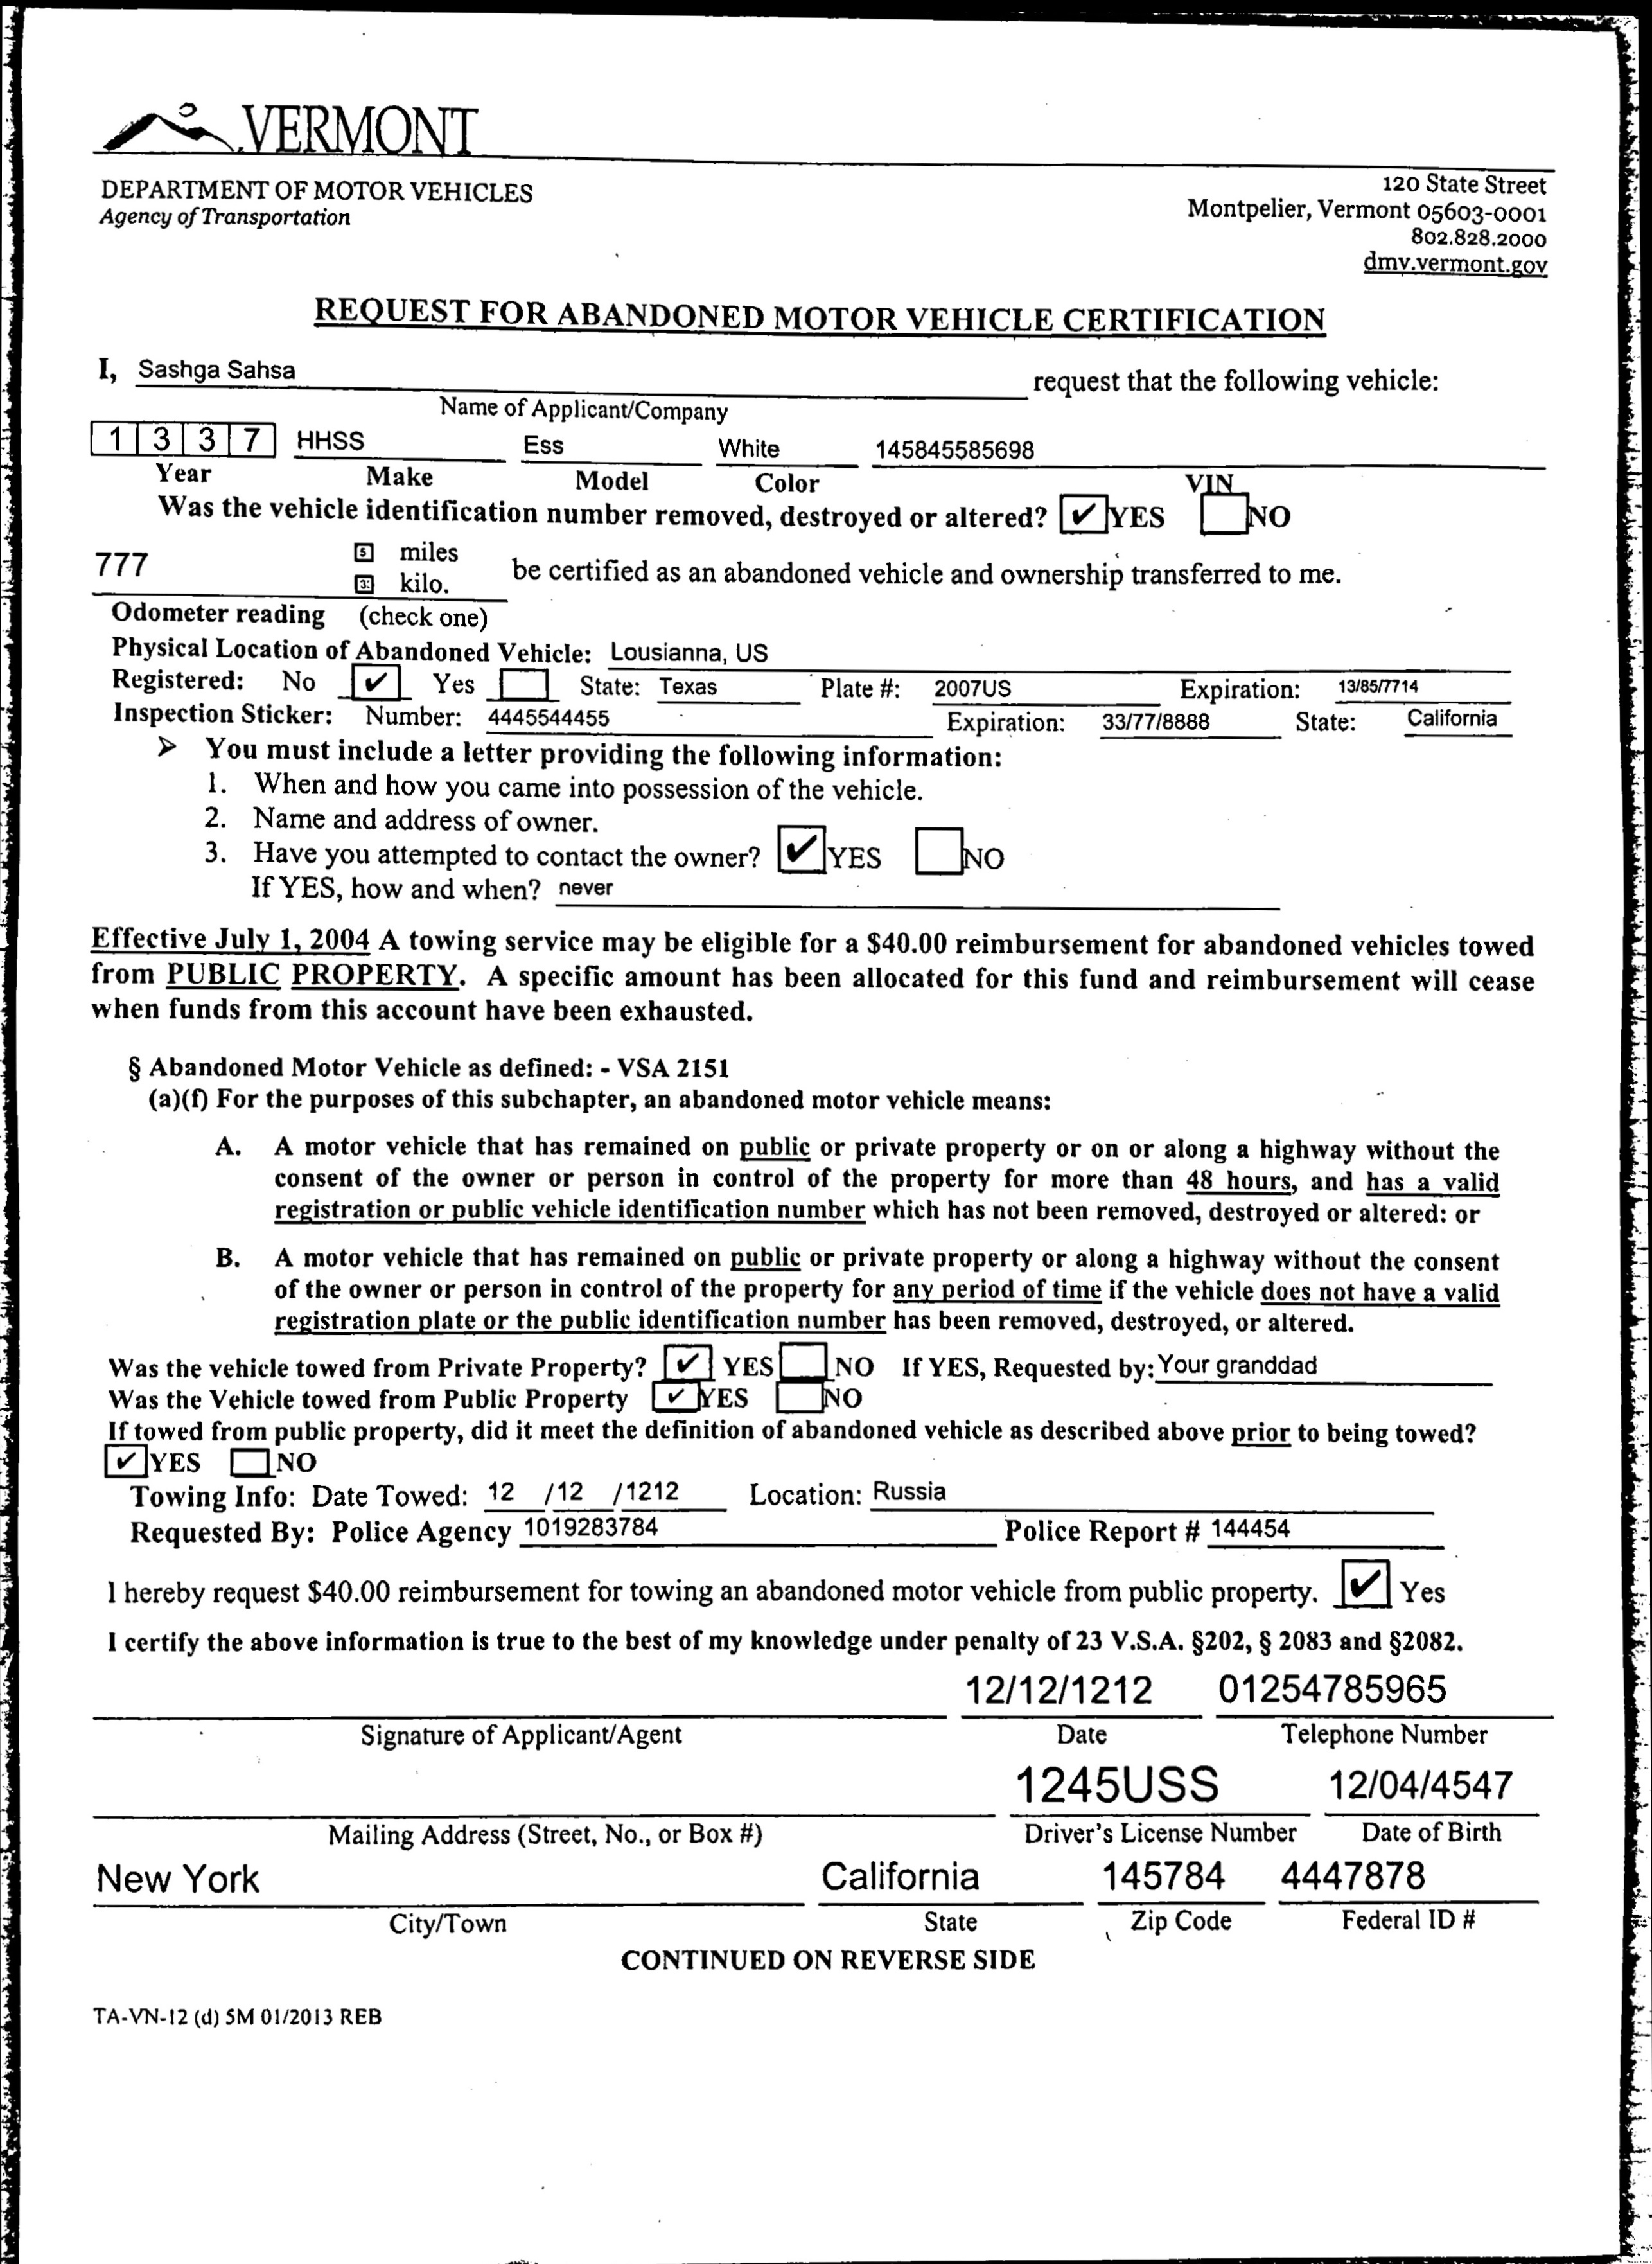 VERMONT
DEPARTMENT OF MOTOR VEHICLES
Agency of Transportation
120 State Street
Montpelier, Vermont 05603-0001
802.828.2000
dmv.vermont.gov
REQUEST FOR ABANDONED MOTOR VEHICLE CERTIFICATION
I, Sashga Sahsa request that the following vehicle:
Name of Applicant/Company
1 3 3 7 HHSS Ess White 145845585698
Year Make Model Color VIN
Was the vehicle identification number removed, destroyed or altered? ✔ YES NO
777 5 miles
3 kilo. be certified as an abandoned vehicle and ownership transferred to me.
Odometer reading (check one)
Physical Location of Abandoned Vehicle: Lousianna, US
Registered: No ✔ Yes State: Texas Plate #: 2007US Expiration: 13/85/7714
Inspection Sticker: Number: 4445544455 Expiration: 33/77/8888 State: California
➢ You must include a letter providing the following information:
1. When and how you came into possession of the vehicle.
2. Name and address of owner.
3. Have you attempted to contact the owner? ✔ YES NO
If YES, how and when? never
Effective July 1, 2004 A towing service may be eligible for a $40.00 reimbursement for abandoned vehicles towed
from PUBLIC PROPERTY. A specific amount has been allocated for this fund and reimbursement will cease
when funds from this account have been exhausted.
§ Abandoned Motor Vehicle as defined: - VSA 2151
(a)(f) For the purposes of this subchapter, an abandoned motor vehicle means:
A. A motor vehicle that has remained on public or private property or on or along a highway without the
consent of the owner or person in control of the property for more than 48 hours, and has a valid
registration or public vehicle identification number which has not been removed, destroyed or altered: or
B. A motor vehicle that has remained on public or private property or along a highway without the consent
of the owner or person in control of the property for any period of time if the vehicle does not have a valid
registration plate or the public identification number has been removed, destroyed, or altered.
Was the vehicle towed from Private Property? ✔ YES NO If YES, Requested by: Your granddad
Was the Vehicle towed from Public Property ✔ YES NO
If towed from public property, did it meet the definition of abandoned vehicle as described above prior to being towed?
✔ YES NO
Towing Info: Date Towed: 12 /12 /1212 Location: Russia
Requested By: Police Agency 1019283784 Police Report # 144454
I hereby request $40.00 reimbursement for towing an abandoned motor vehicle from public property. ✔ Yes
I certify the above information is true to the best of my knowledge under penalty of 23 V.S.A. §202, § 2083 and §2082.
12/12/1212 01254785965
Signature of Applicant/Agent Date Telephone Number
1245USS 12/04/4547
Mailing Address (Street, No., or Box #) Driver's License Number Date of Birth
New York California 145784 4447878
City/Town State Zip Code Federal ID #
CONTINUED ON REVERSE SIDE
TA-VN-12 (d) 5M 01/2013 REB